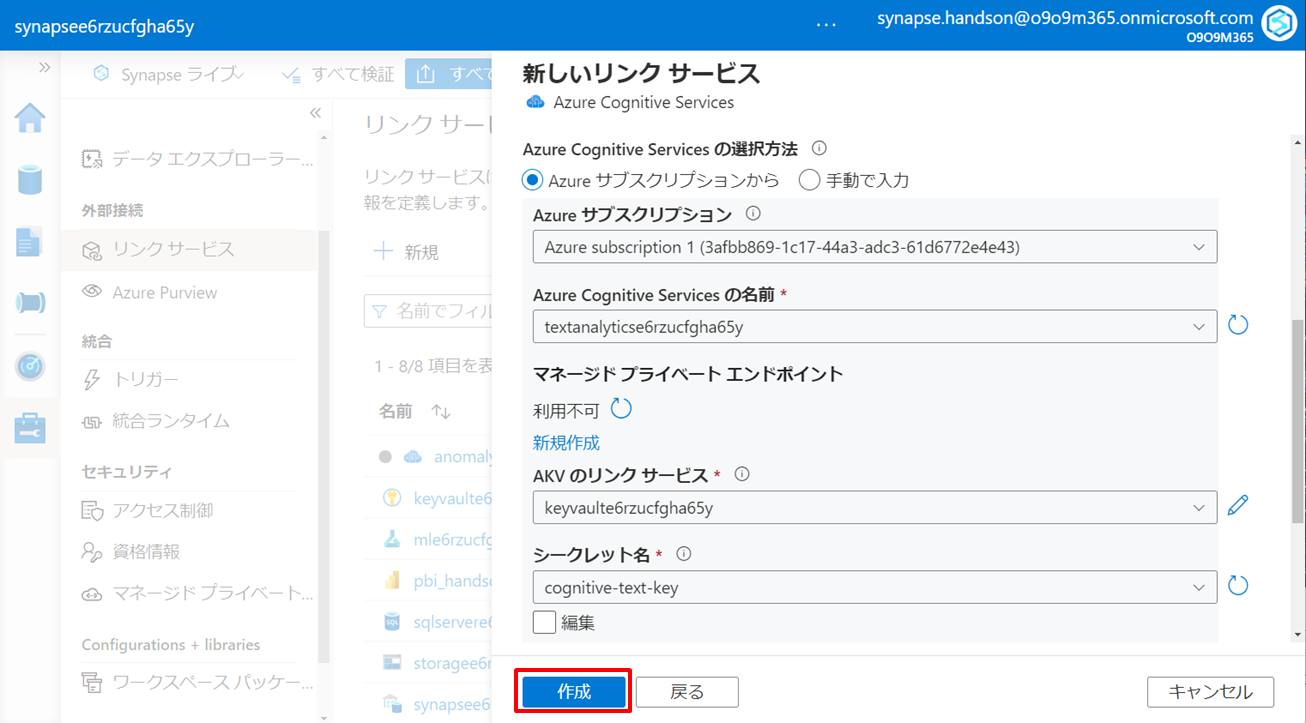 synapsee6rzucfgha65y
synapse.handson@o9o9m365.onmicrosoft.com
O9O9M365
Synapse ライブ
すべて検証
すべて
データ エクスプローラー...
外部接続
リンク サービス
Azure Purview
統合
トリガー
統合ランタイム
セキュリティ
アクセス制御
資格情報
マネージド プライベート...
Configurations + libraries
ワークスペース パッケー...
リンク サー
リンク サービスは
報を定義します。
新規
名前でフィル
1 - 8/8 項目を表
名前
anomaly
keyvaulte6
mle6rzucfg
pbi_handso
sqlservere6
storagee6r
synapsee6
新しいリンク サービス
Azure Cognitive Services
Azure Cognitive Services の選択方法
Azure サブスクリプションから 手動で入力
Azure サブスクリプション
Azure subscription 1 (3afbb869-1c17-44a3-adc3-61d6772e4e43)
Azure Cognitive Services の名前 *
textanalyticse6rzucfgha65y
マネージド プライベート エンドポイント
利用不可
新規作成
AKV のリンク サービス *
keyvaulte6rzucfgha65y
シークレット名 *
cognitive-text-key
編集
作成 戻る キャンセル